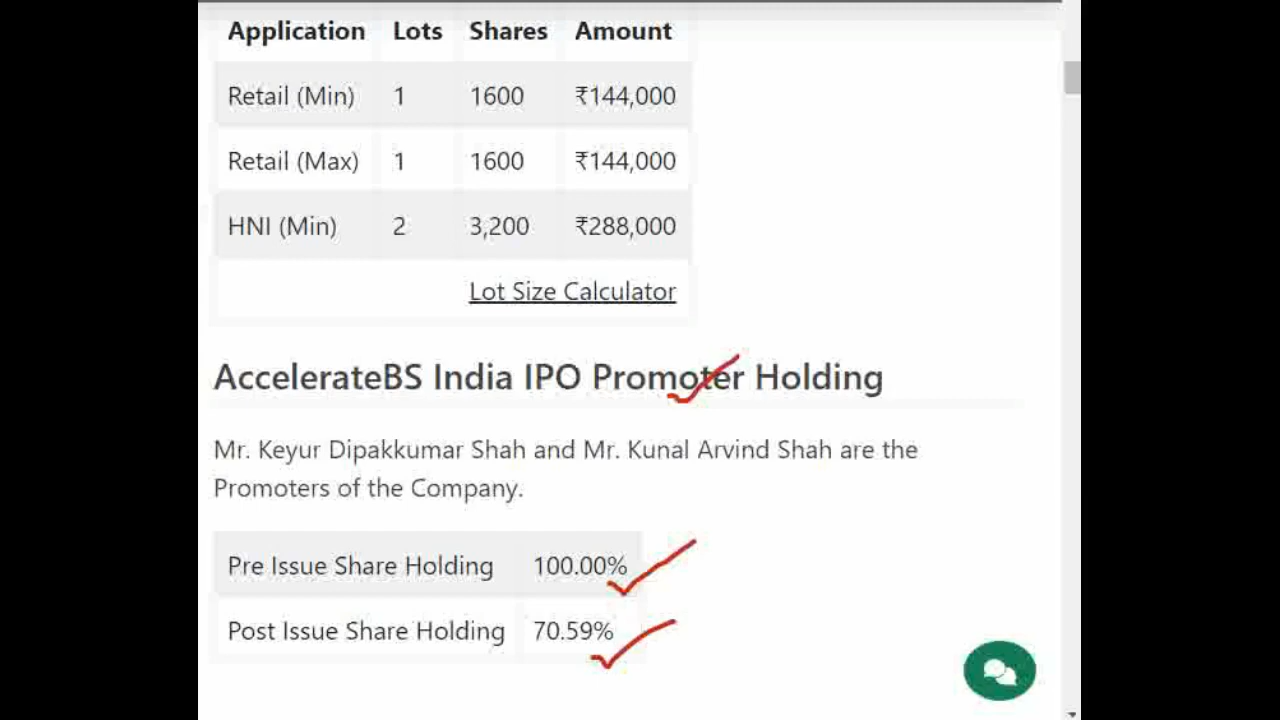 Application Lots Shares Amount
Retail (Min) 1 1600 ₹144,000
Retail (Max) 1 1600 ₹144,000
HNI (Min) 2 3,200 ₹288,000
Lot Size Calculator
AccelerateBS India IPO Promoter Holding
Mr. Keyur Dipakkumar Shah and Mr. Kunal Arvind Shah are the
Promoters of the Company.
Pre Issue Share Holding 100.00%
Post Issue Share Holding 70.59%